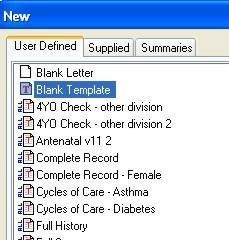 New
User Defined Supplied Summaries
Blank Letter
Blank Template
4YO Check - other division
4YO Check - other division 2
Antenatal v11 2
Complete Record
Complete Record - Female
Cycles of Care - Asthma
Cycles of Care - Diabetes
Full History